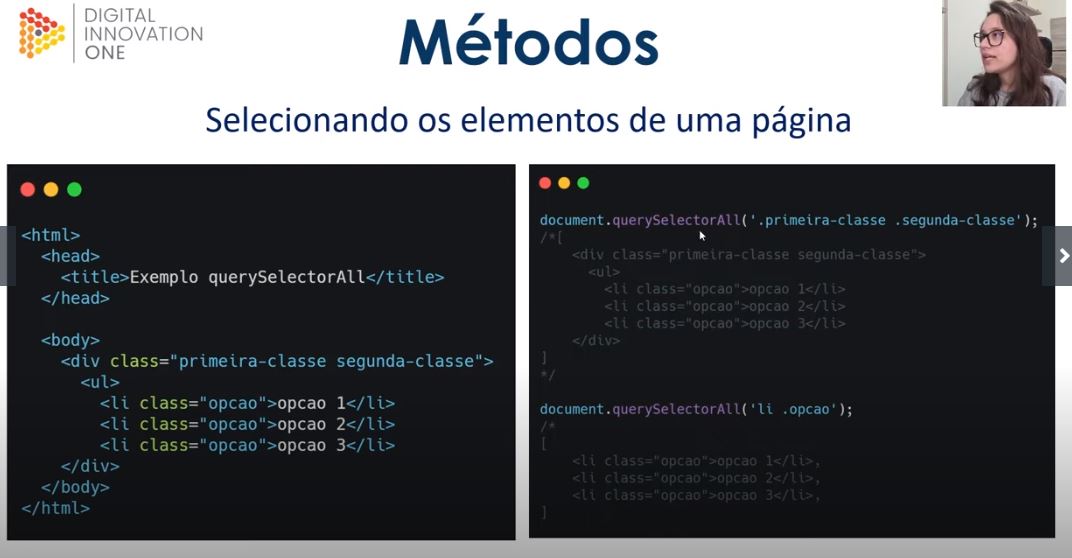 DIGITAL
INNOVATION
ONE
Métodos
Selecionando os elementos de uma página
<html>
<head>
<title>Exemplo querySelectorAll</title>
</head>
<body>
<div class="primeira-classe segunda-classe">
<ul>
<li class="opcao">opcao 1</li>
<li class="opcao">opcao 2</li>
<li class="opcao">opcao 3</li>
</div>
</body>
</html>
document.querySelectorAll('.primeira-classe .segunda-classe');
/*[
<div class="primeira-classe segunda-classe">
<ul>
<li class="opcao">opcao 1</li>
<li class="opcao">opcao 2</li>
<li class="opcao">opcao 3</li>
</div>
]
*/
document.querySelectorAll('li .opcao');
/*
[
<li class="opcao">opcao 1</li>,
<li class="opcao">opcao 2</li>,
<li class="opcao">opcao 3</li>,
]